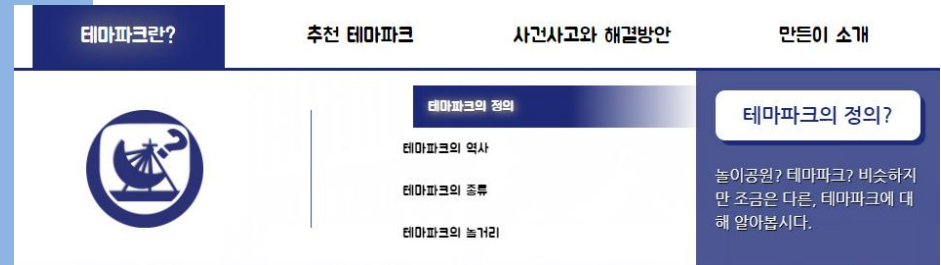 테마파크란?
추천 테마파크
사건사고와 해결방안
만든이 소개
테마파크의 정의
테마파크의 역사
테마파크의 종류
테마파크의 놀거리
테마파크의 정의?
놀이공원? 테마파크? 비슷하지
만 조금은 다른, 테마파크에 대
해 알아봅시다.